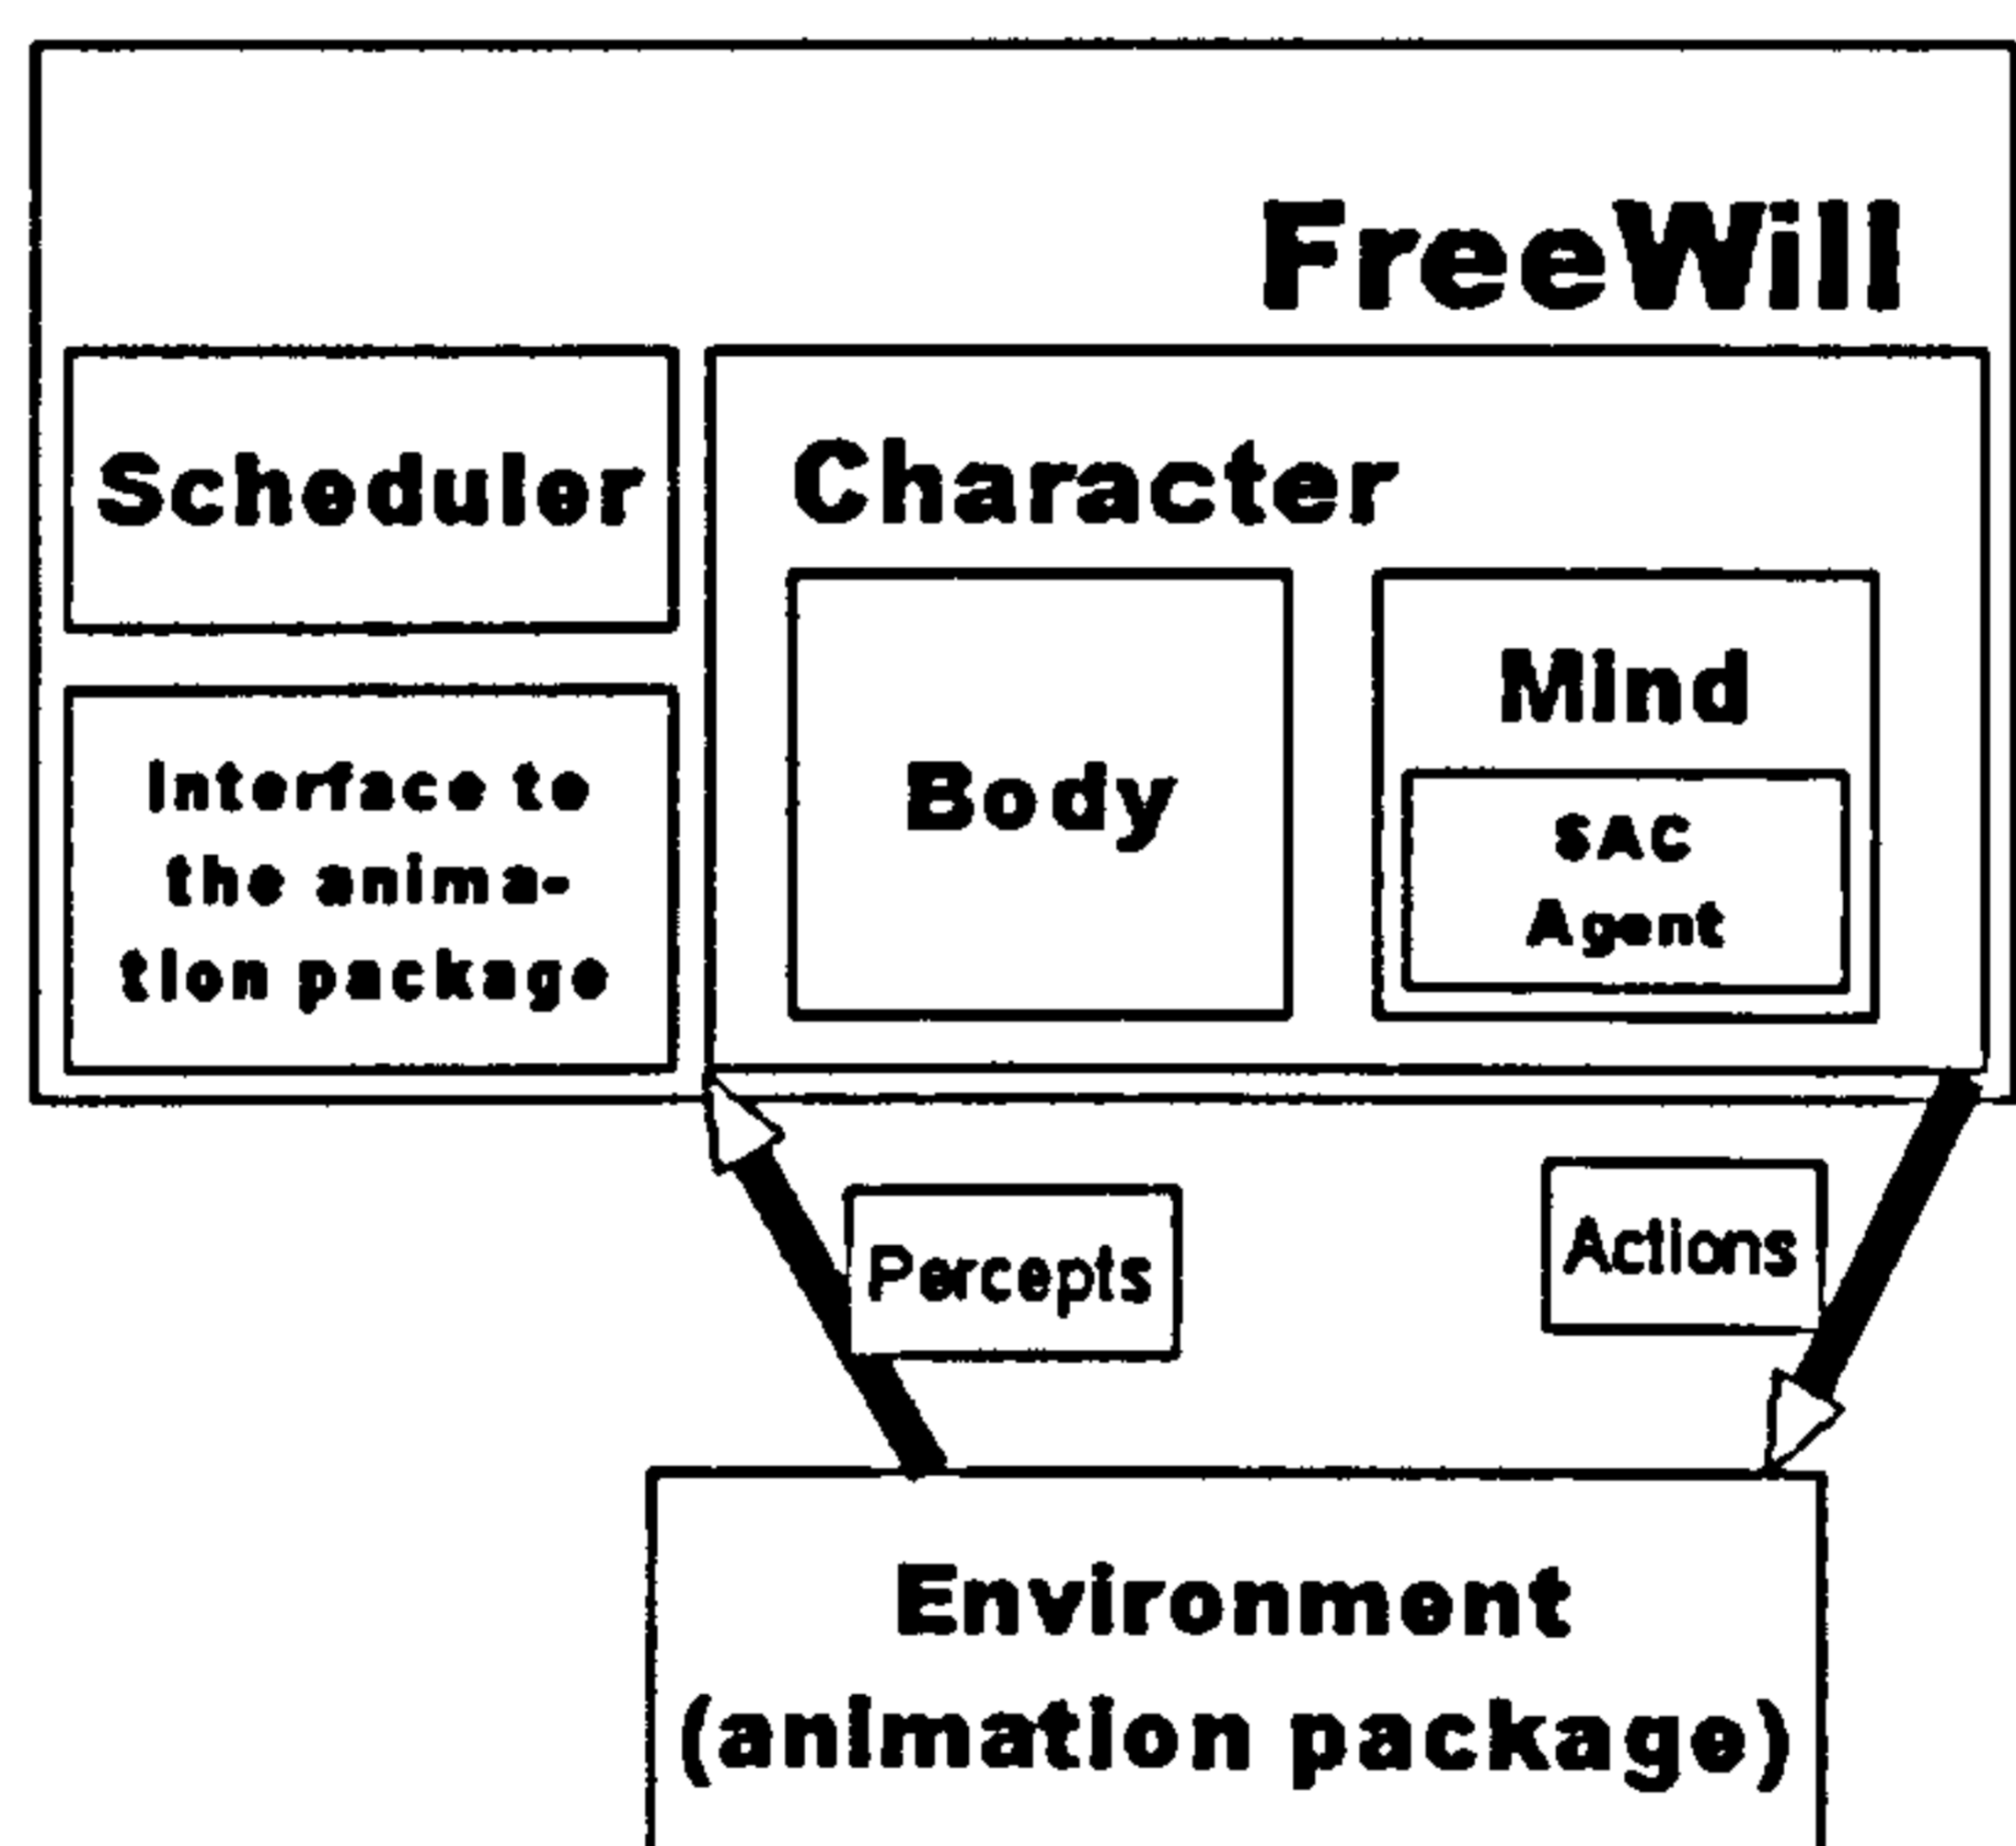 FreeWill
Scheduler
Character
Body
Mind
SAC
Agent
Interface to
the anima-
tion package
Percepts
Actions
Environment
(animation package)